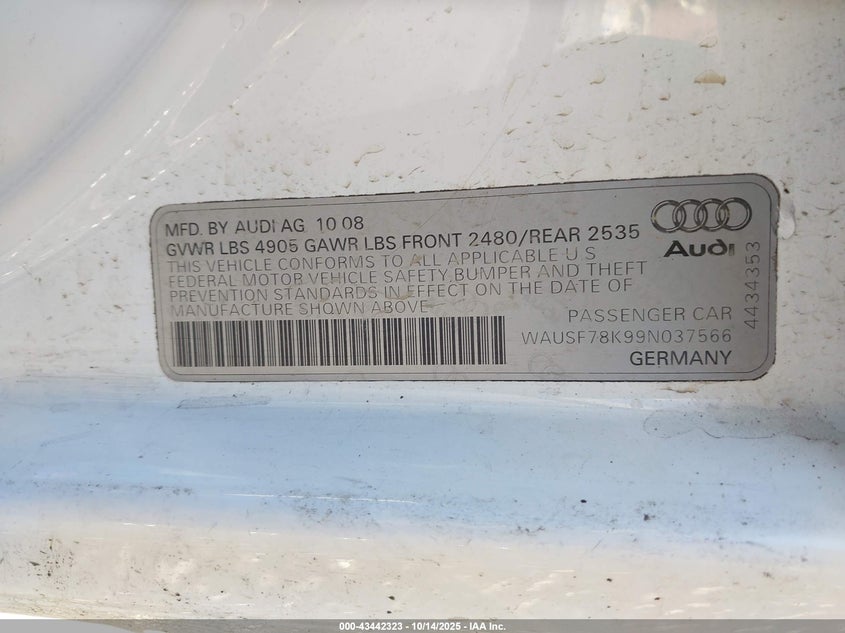 MFD. BY AUDI AG 10 08
GVWR LBS 4905 GAWR LBS FRONT 2480/REAR 2535
THIS VEHICLE CONFORMS TO ALL APPLICABLE U S
FEDERAL MOTOR VEHICLE SAFETY, BUMPER AND THEFT
PREVENTION STANDARDS IN EFFECT ON THE DATE OF
MANUFACTURE SHOWN ABOVE
Audi
PASSENGER CAR
WAUSF78K99N037566
GERMANY
4434353
000-43442323 | 10/14/2025 - IAA Inc.